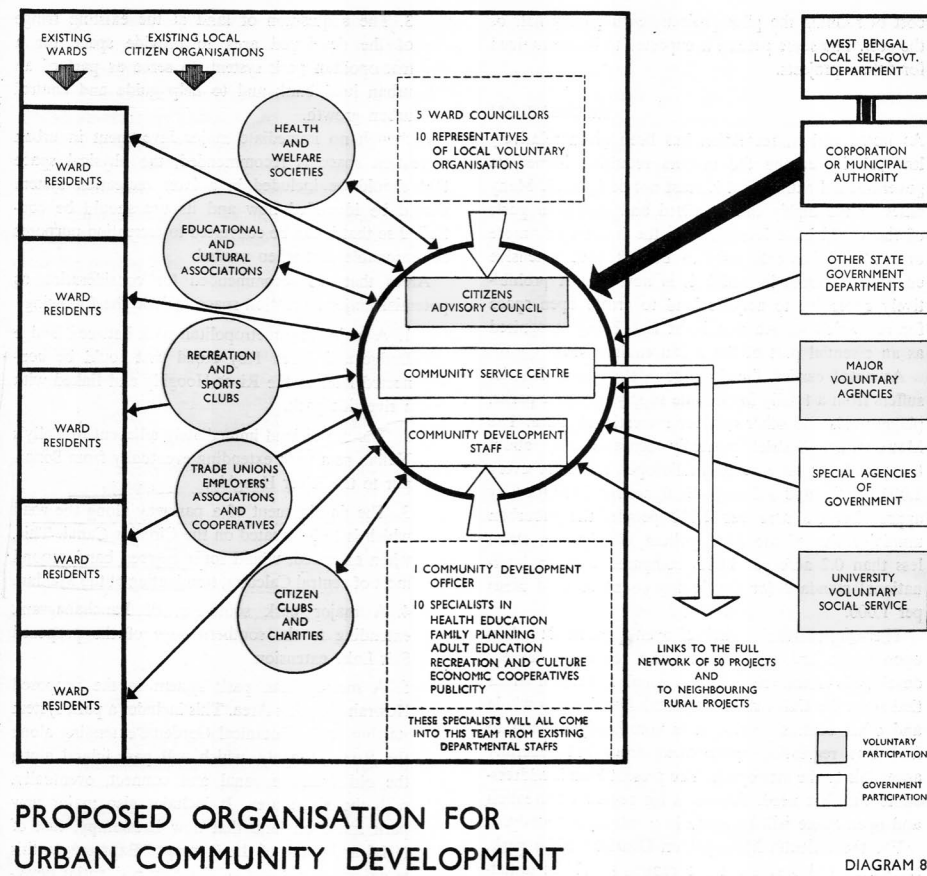 EXISTING
WARDS
EXISTING LOCAL
CITIZEN ORGANISATIONS
WARD
RESIDENTS
WARD
RESIDENTS
WARD
RESIDENTS
WARD
RESIDENTS
WARD
RESIDENTS
HEALTH
AND
WELFARE
SOCIETIES
EDUCATIONAL
AND
CULTURAL
ASSOCIATIONS
RECREATION
AND
SPORTS
CLUBS
TRADE UNIONS
EMPLOYERS'
ASSOCIATIONS
AND
COOPERATIVES
CITIZEN
CLUBS
AND
CHARITIES
5 WARD COUNCILLORS
10 REPRESENTATIVES
OF LOCAL VOLUNTARY
ORGANISATIONS
CITIZENS
ADVISORY COUNCIL
COMMUNITY SERVICE CENTRE
COMMUNITY DEVELOPMENT
STAFF
1 COMMUNITY DEVELOPMENT
OFFICER
10 SPECIALISTS IN
HEALTH EDUCATION
FAMILY PLANNING
ADULT EDUCATION
RECREATION AND CULTURE
ECONOMIC COOPERATIVES
PUBLICITY
THESE SPECIALISTS WILL ALL COME
INTO THIS TEAM FROM EXISTING
DEPARTMENTAL STAFFS
WEST BENGAL
LOCAL SELF-GOVT.
DEPARTMENT
CORPORATION
OR MUNICIPAL
AUTHORITY
OTHER STATE
GOVERNMENT
DEPARTMENTS
MAJOR
VOLUNTARY
AGENCIES
SPECIAL AGENCIES
OF
GOVERNMENT
UNIVERSITY
VOLUNTARY
SOCIAL SERVICE
LINKS TO THE FULL
NETWORK OF 50 PROJECTS
AND
TO NEIGHBOURING
RURAL PROJECTS
VOLUNTARY
PARTICIPATION
GOVERNMENT
PARTICIPATION
PROPOSED ORGANISATION FOR
URBAN COMMUNITY DEVELOPMENT
DIAGRAM 8